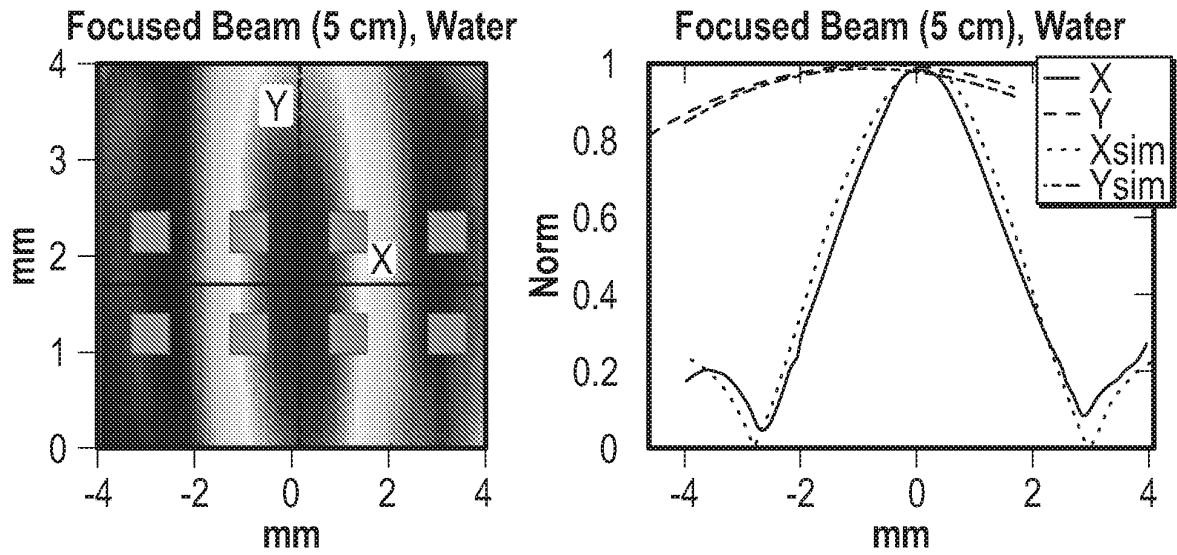 Focused Beam (5 cm), Water
4
3
2
1
0
mm
Y
X
-4 -2 0 2 4
mm
Focused Beam (5 cm), Water
1
0.8
0.6
0.4
0.2
0
Norm
X
Y
Xsim
Ysim
-4 -2 0 2 4
mm